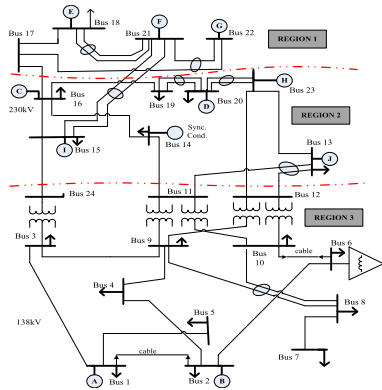 E
Bus 18
F
G
Bus 17
Bus 21
Bus 22
REGION 1
C
Bus 16
230kV
Bus 19
D
Bus 20
H
Bus 23
REGION 2
I
Bus 15
Sync. Cond.
Bus 14
Bus 13
J
Bus 24
Bus 11
Bus 12
REGION 3
Bus 3
Bus 9
Bus 10
cable
Bus 6
Bus 4
Bus 5
Bus 8
138kV
Bus 7
cable
A
Bus 1
Bus 2
B